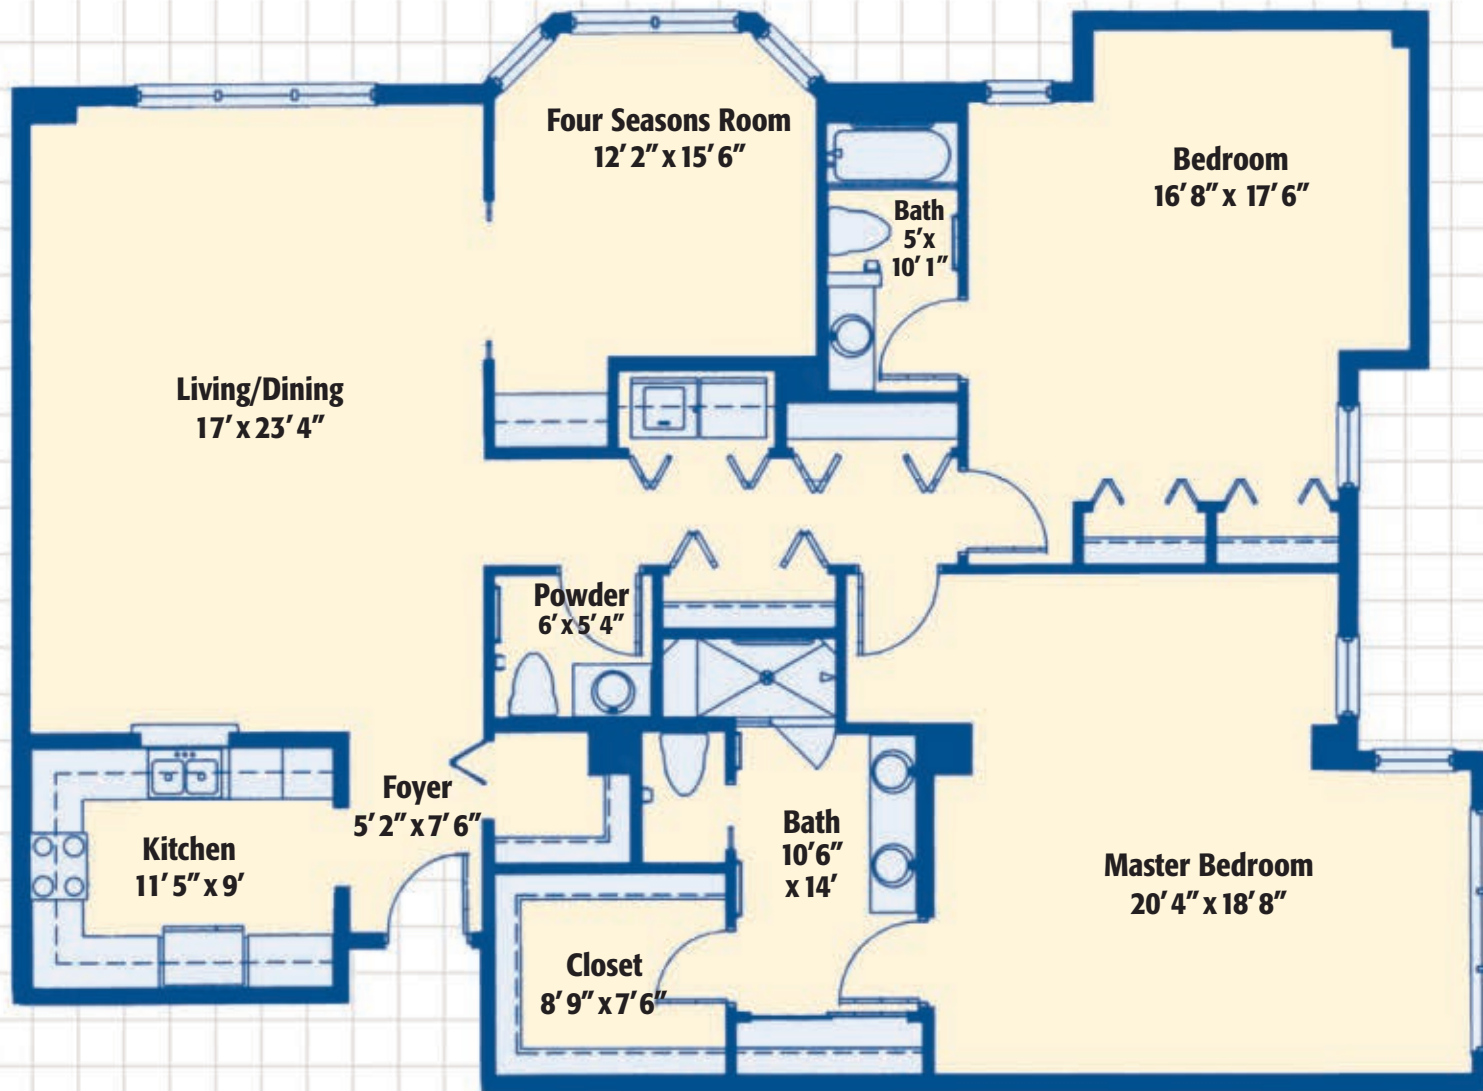 Four Seasons Room
12’ 2” x 15’ 6”
Bedroom
16’ 8” x 17’ 6”
Bath
5’ x
10’ 1”
Living/Dining
17’ x 23’ 4”
Powder
6’ x 5’ 4”
Foyer
5’ 2” x 7’ 6”
Kitchen
11’ 5” x 9’
Bath
10’6”
x 14’
Master Bedroom
20’ 4” x 18’ 8”
Closet
8’ 9” x 7’ 6”